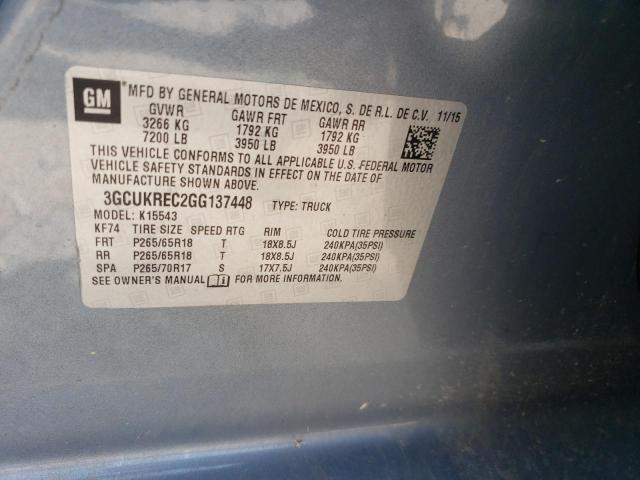 GM
*MFD BY GENERAL MOTORS DE MEXICO, S. DE R.L. DE C.V. 11/15
GVWR GAWR FRT GAWR RR
3266 KG 1792 KG 1792 KG
7200 LB 3950 LB 3950 LB
THIS VEHICLE CONFORMS TO ALL APPLICABLE U.S. FEDERAL MOTOR
VEHICLE SAFETY STANDARDS IN EFFECT ON THE DATE OF
MANUFACTURE SHOWN ABOVE.
3GCUKREC2GG137448 TYPE: TRUCK
MODEL: K15543
KF74 TIRE SIZE SPEED RTG RIM COLD TIRE PRESSURE
FRT P265/65R18 T 18X8.5J 240KPA(35PSI)
RR P265/65R18 T 18X8.5J 240KPA(35PSI)
SPA P265/70R17 S 17X7.5J 240KPA(35PSI)
SEE OWNER'S MANUAL FOR MORE INFORMATION.